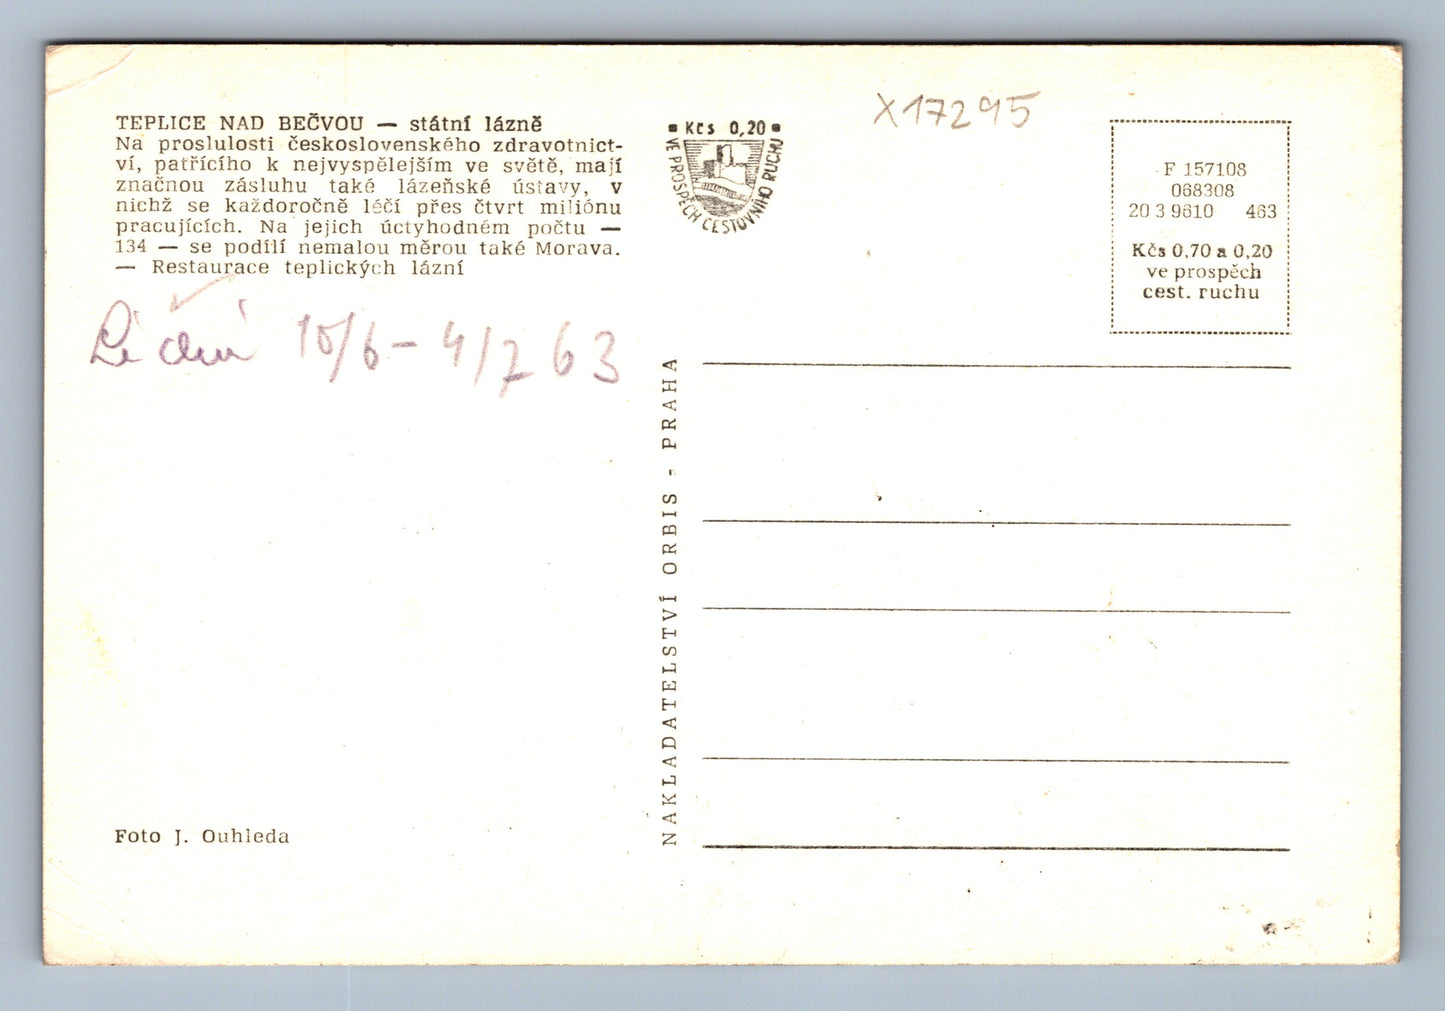 TEPLICE NAD BEČVOU — státní lázně
Na proslulosti československého zdravotnict-
ví, patřícího k nejvyspělejším ve světě, mají
značnou zásluhu také lázeňské ústavy, v
nichž se každoročně léčí přes čtvrt miliónu
pracujících. Na jejich úctyhodném počtu —
134 — se podílí nemalou měrou také Morava.
— Restaurace teplických lázní
10/6 - 4/7 63
Foto J. Ouhleda
NAKLADATELSTVÍ ORBIS - PRAHA
Kčs 0,20
VE PROSPĚCH CESTOVNÍHO RUCHU
X17295
F 157108
068308
20 3 9610 463
Kčs 0,70 a 0,20
ve prospěch
cest. ruchu